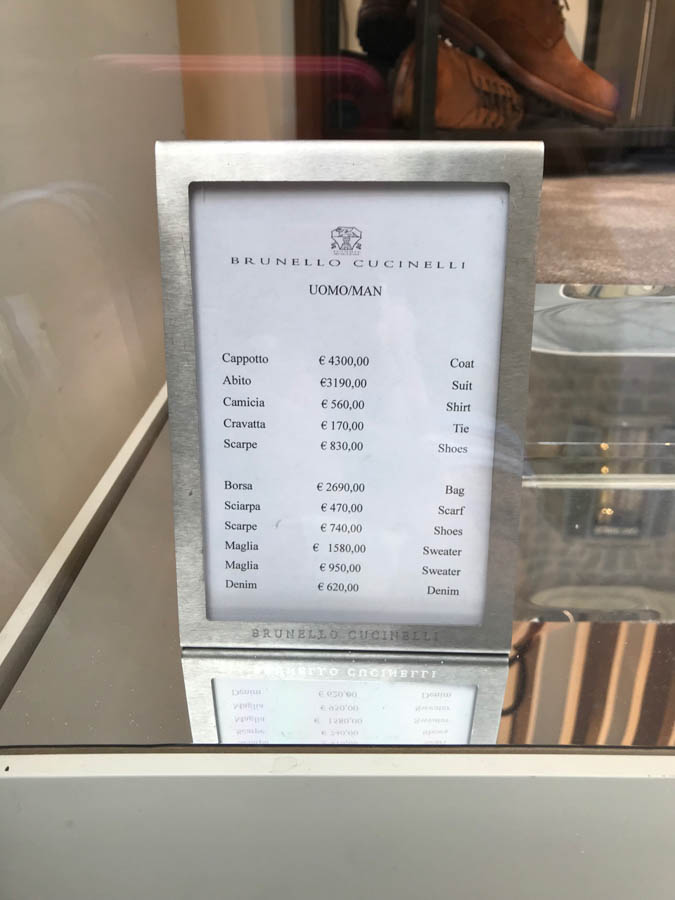 BRUNELLO CUCINELLI
UOMO/MAN
Cappotto € 4300,00 Coat
Abito €3190,00 Suit
Camicia € 560,00 Shirt
Cravatta € 170,00 Tie
Scarpe € 830,00 Shoes
Borsa € 2690,00 Bag
Sciarpa € 470,00 Scarf
Scarpe € 740,00 Shoes
Maglia € 1580,00 Sweater
Maglia € 950,00 Sweater
Denim € 620,00 Denim
BRUNELLO CUCINELLI